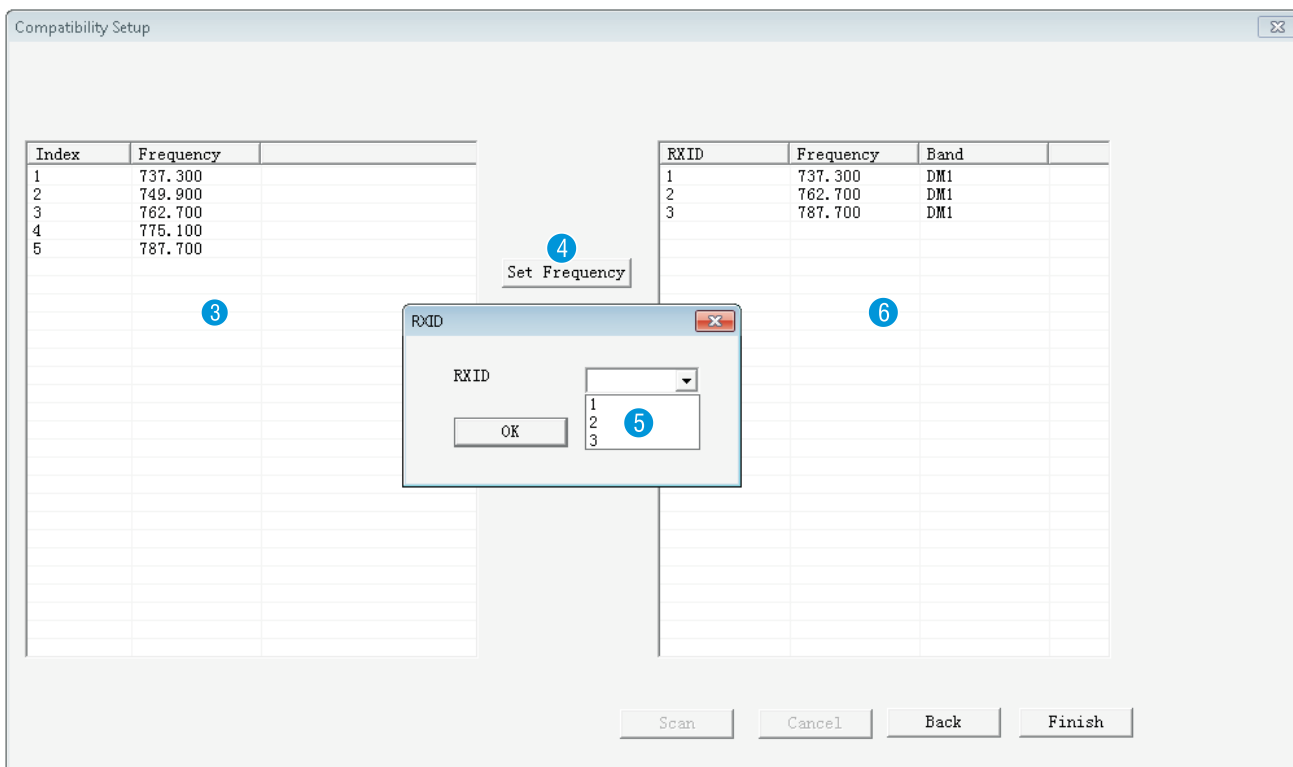 Compatibility Setup
Index Frequency
1 737.300
2 749.900
3 762.700
4 775.100
5 787.700
3
4
Set Frequency
RXID
RXID
1
2
3
5
OK
RXID Frequency Band
1 737.300 DM1
2 762.700 DM1
3 787.700 DM1
6
Scan Cancel Back Finish